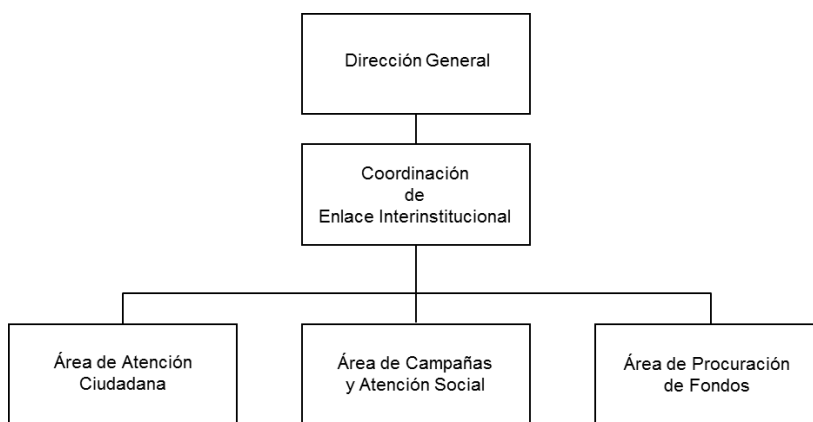 Dirección General
Coordinación
de
Enlace Interinstitucional
Área de Atención
Ciudadana
Área de Campañas
y Atención Social
Área de Procuración
de Fondos